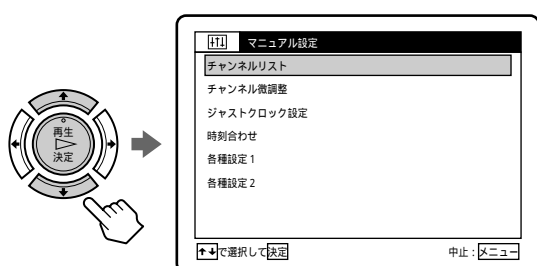 マニュアル設定
チャンネルリスト
チャンネル微調整
ジャストクロック設定
時刻合わせ
各種設定1
各種設定2
再生
決定
で選択して決定
中止:メニュー